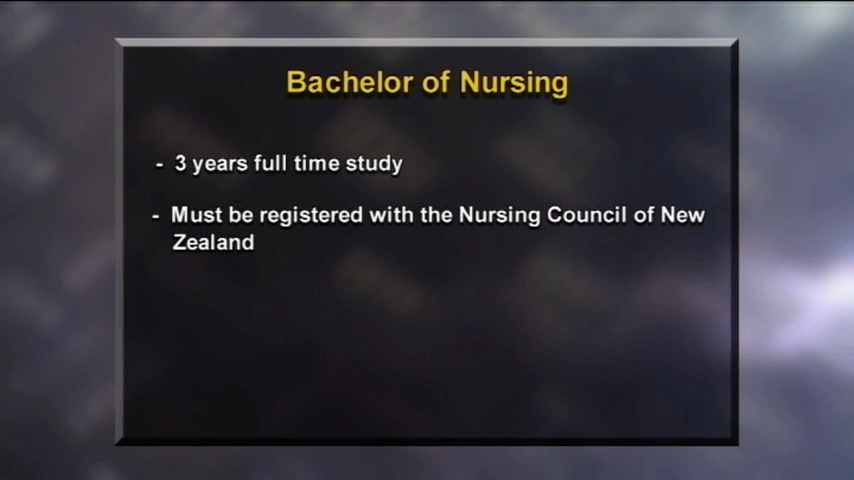 Bachelor of Nursing
- 3 years full time study
- Must be registered with the Nursing Council of New
Zealand